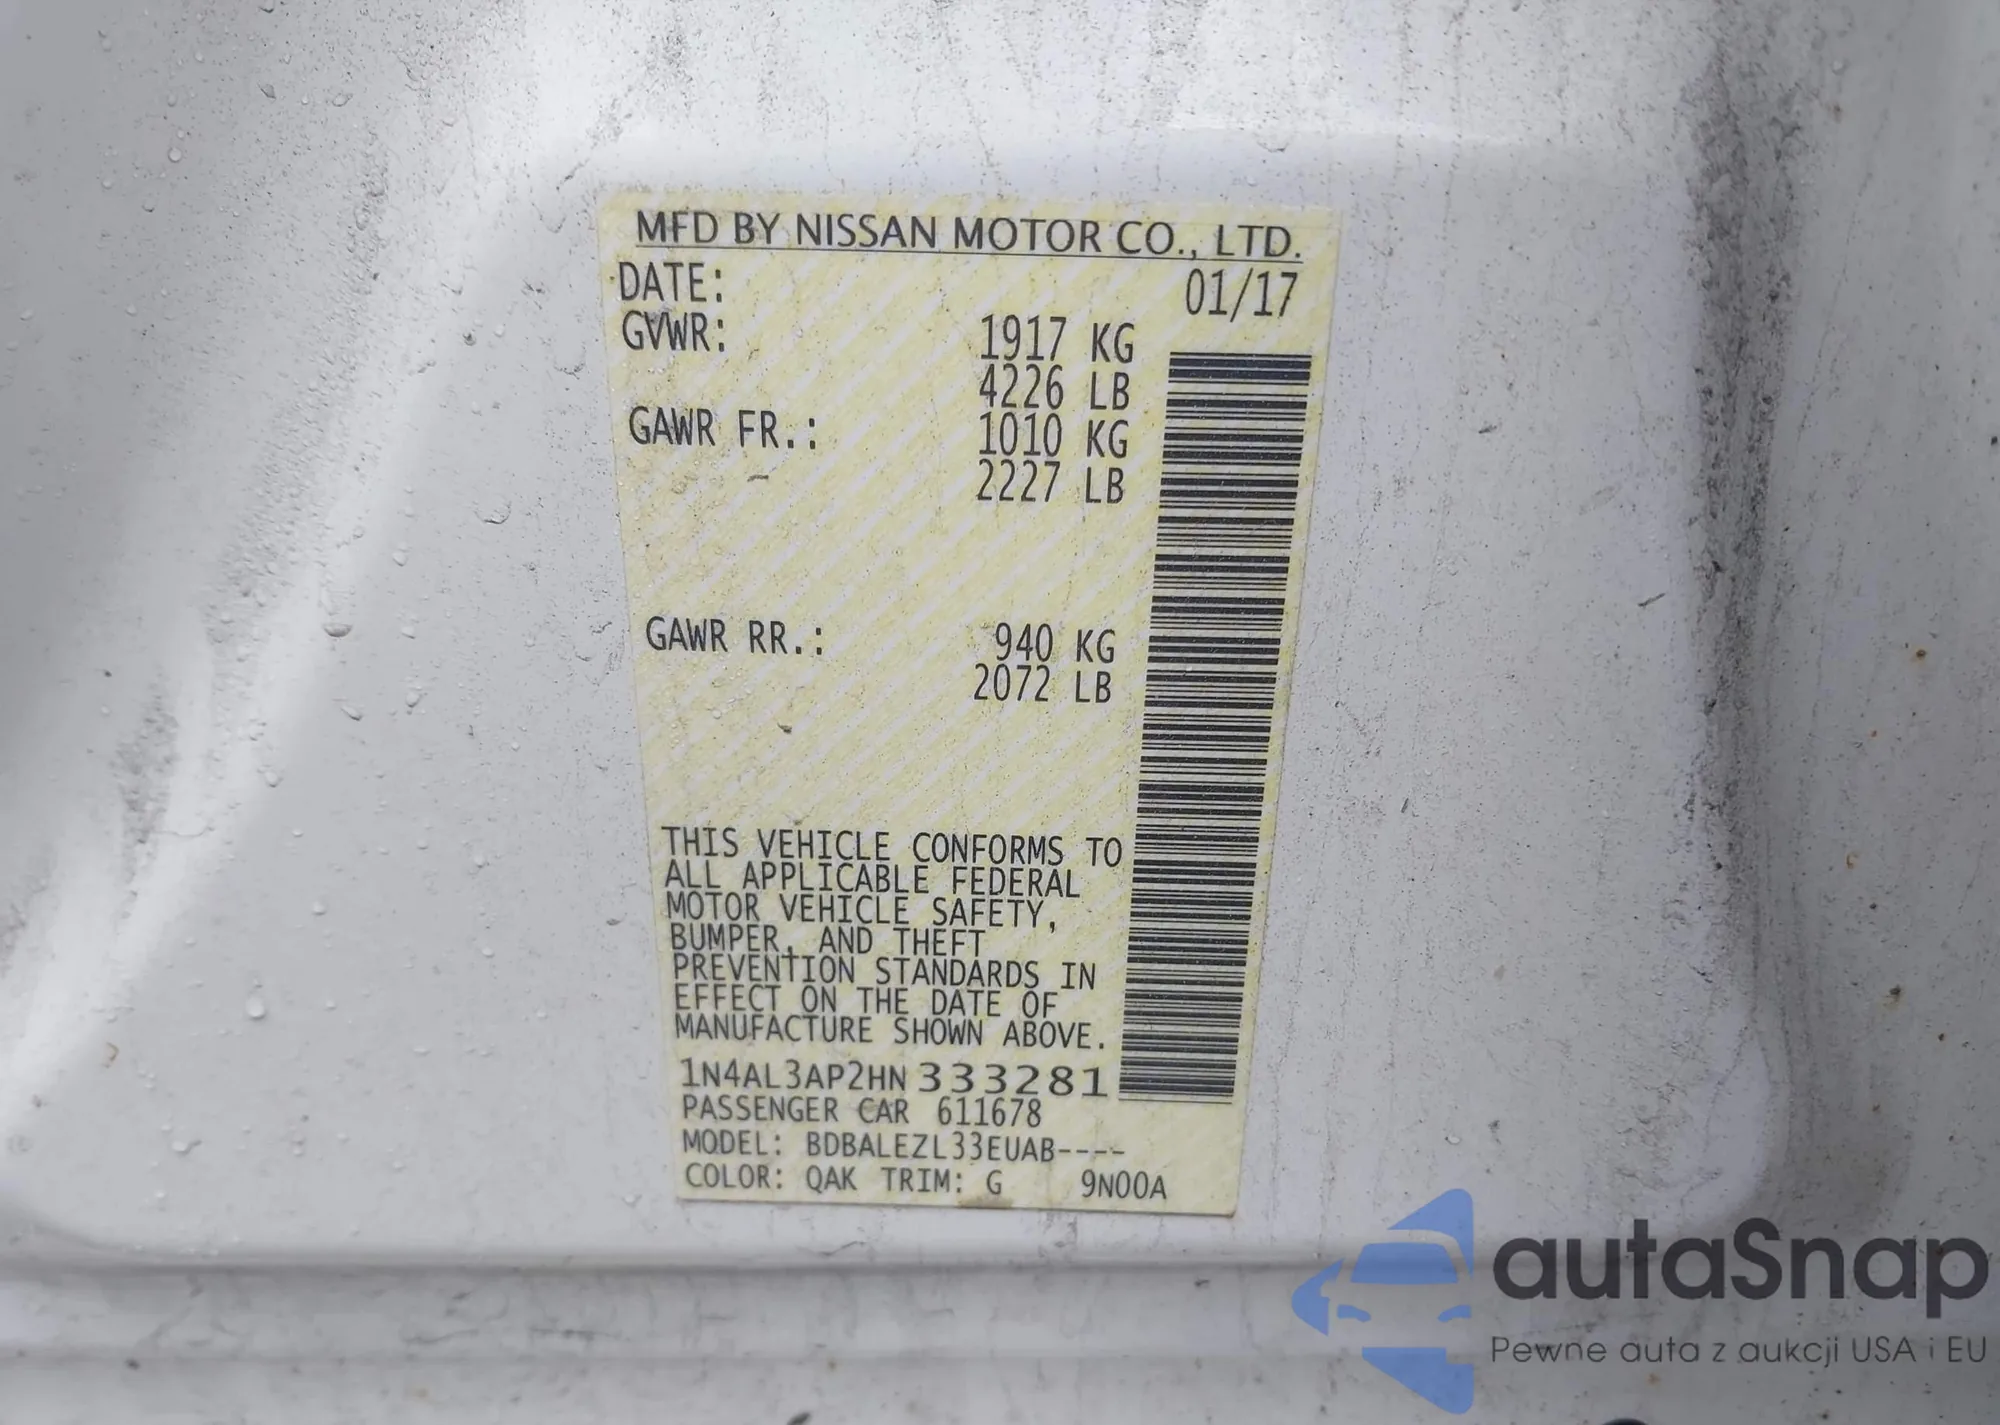 MFD BY NISSAN MOTOR CO., LTD.
DATE: 01/17
GVWR: 1917 KG
4226 LB
GAWR FR.: 1010 KG
2227 LB
GAWR RR.: 940 KG
2072 LB
THIS VEHICLE CONFORMS TO
ALL APPLICABLE FEDERAL
MOTOR VEHICLE SAFETY,
BUMPER, AND THEFT
PREVENTION STANDARDS IN
EFFECT ON THE DATE OF
MANUFACTURE SHOWN ABOVE.
1N4AL3AP2HN333281
PASSENGER CAR 611678
MODEL: BDBALEZL33EUAB----
COLOR: QAK TRIM: G 9N00A
autaSnap
Pewne auta z aukcji USA i EU